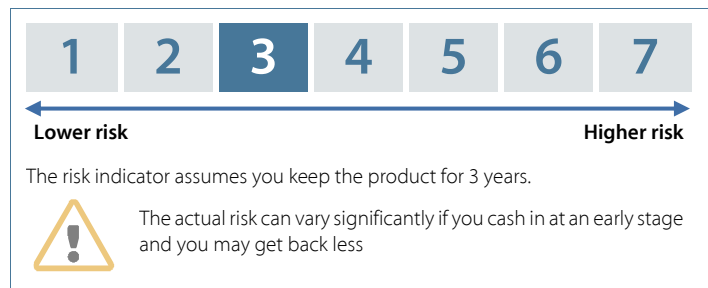 1 2 3 4 5 6 7
Lower risk Higher risk
The risk indicator assumes you keep the product for 3 years.
The actual risk can vary significantly if you cash in at an early stage
and you may get back less